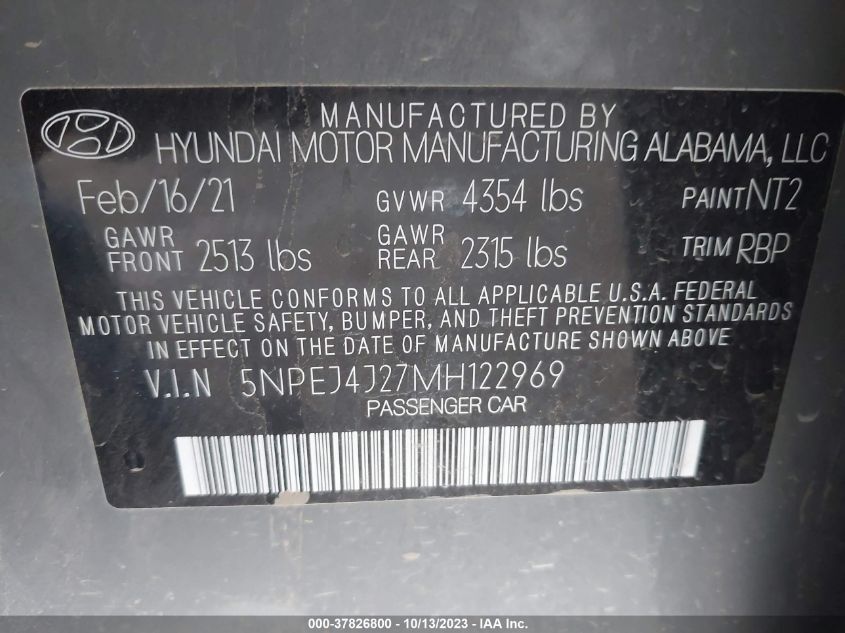 MANUFACTURED BY
HYUNDAI MOTOR MANUFACTURING ALABAMA, LLC
Feb/16/21 GVWR 4354 lbs PAINT NT2
GAWR FRONT 2513 lbs GAWR REAR 2315 lbs TRIM RBP
THIS VEHICLE CONFORMS TO ALL APPLICABLE U.S.A. FEDERAL
MOTOR VEHICLE SAFETY, BUMPER, AND THEFT PREVENTION STANDARDS
IN EFFECT ON THE DATE OF MANUFACTURE SHOWN ABOVE
V.I.N 5NPEJ4J27MH122969
PASSENGER CAR
000-37826800 - 10/13/2023 - IAA Inc.